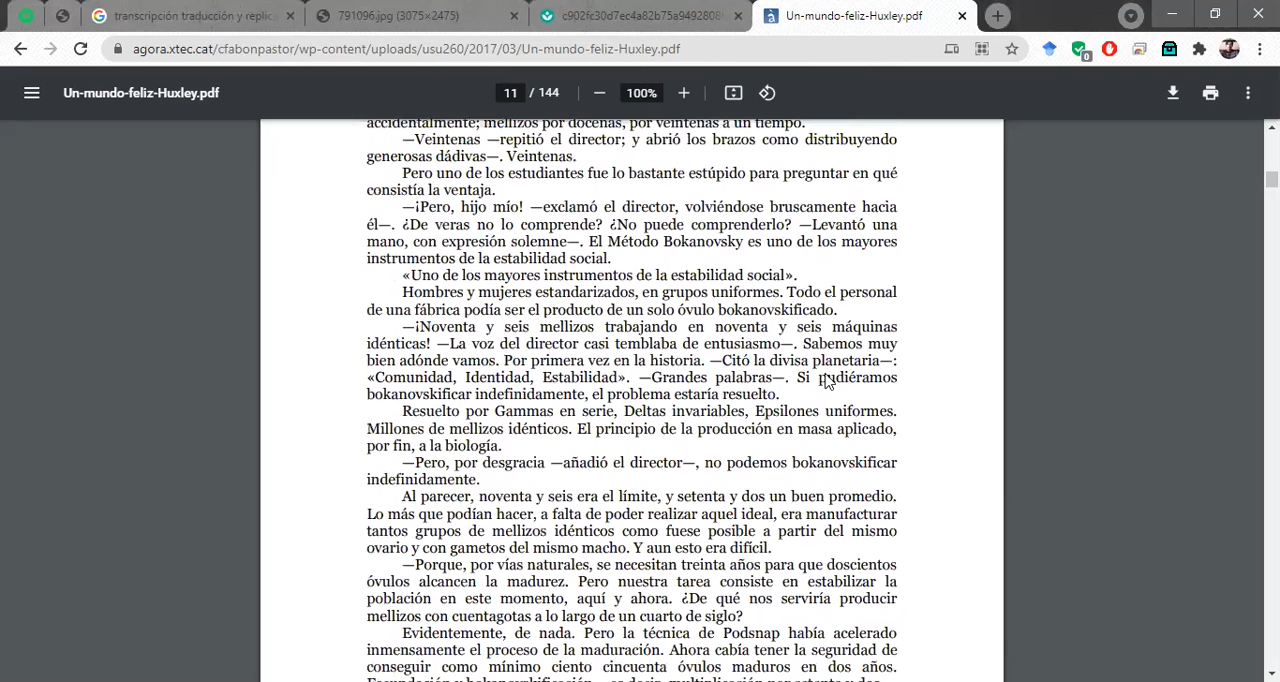 transcripción traducción y replic
791096.jpg (3075×2475)
c902fc30d7ec4a82b75a949280
Un-mundo-feliz-Huxley.pdf
agora.xtec.cat/cfabonpastor/wp-content/uploads/usu260/2017/03/Un-mundo-feliz-Huxley.pdf
0
Un-mundo-feliz-Huxley.pdf
11 / 144
100%
accidentalmente; mellizos por docenas, por veintenas a un tiempo.
—Veintenas —repitió el director; y abrió los brazos como distribuyendo
generosas dádivas—. Veintenas.
Pero uno de los estudiantes fue lo bastante estúpido para preguntar en qué
consistía la ventaja.
—¡Pero, hijo mío! —exclamó el director, volviéndose bruscamente hacia
él—. ¿De veras no lo comprende? ¿No puede comprenderlo? —Levantó una
mano, con expresión solemne—. El Método Bokanovsky es uno de los mayores
instrumentos de la estabilidad social.
«Uno de los mayores instrumentos de la estabilidad social».
Hombres y mujeres estandarizados, en grupos uniformes. Todo el personal
de una fábrica podía ser el producto de un solo óvulo bokanovskificado.
—¡Noventa y seis mellizos trabajando en noventa y seis máquinas
idénticas! —La voz del director casi temblaba de entusiasmo—. Sabemos muy
bien adónde vamos. Por primera vez en la historia. —Citó la divisa planetaria—:
«Comunidad, Identidad, Estabilidad». —Grandes palabras—. Si pudiéramos
bokanovskificar indefinidamente, el problema estaría resuelto.
Resuelto por Gammas en serie, Deltas invariables, Epsilones uniformes.
Millones de mellizos idénticos. El principio de la producción en masa aplicado,
por fin, a la biología.
—Pero, por desgracia —añadió el director—, no podemos bokanovskificar
indefinidamente.
Al parecer, noventa y seis era el límite, y setenta y dos un buen promedio.
Lo más que podían hacer, a falta de poder realizar aquel ideal, era manufacturar
tantos grupos de mellizos idénticos como fuese posible a partir del mismo
ovario y con gametos del mismo macho. Y aun esto era difícil.
—Porque, por vías naturales, se necesitan treinta años para que doscientos
óvulos alcancen la madurez. Pero nuestra tarea consiste en estabilizar la
población en este momento, aquí y ahora. ¿De qué nos serviría producir
mellizos con cuentagotas a lo largo de un cuarto de siglo?
Evidentemente, de nada. Pero la técnica de Podsnap había acelerado
inmensamente el proceso de la maduración. Ahora cabía tener la seguridad de
conseguir como mínimo ciento cincuenta óvulos maduros en dos años.